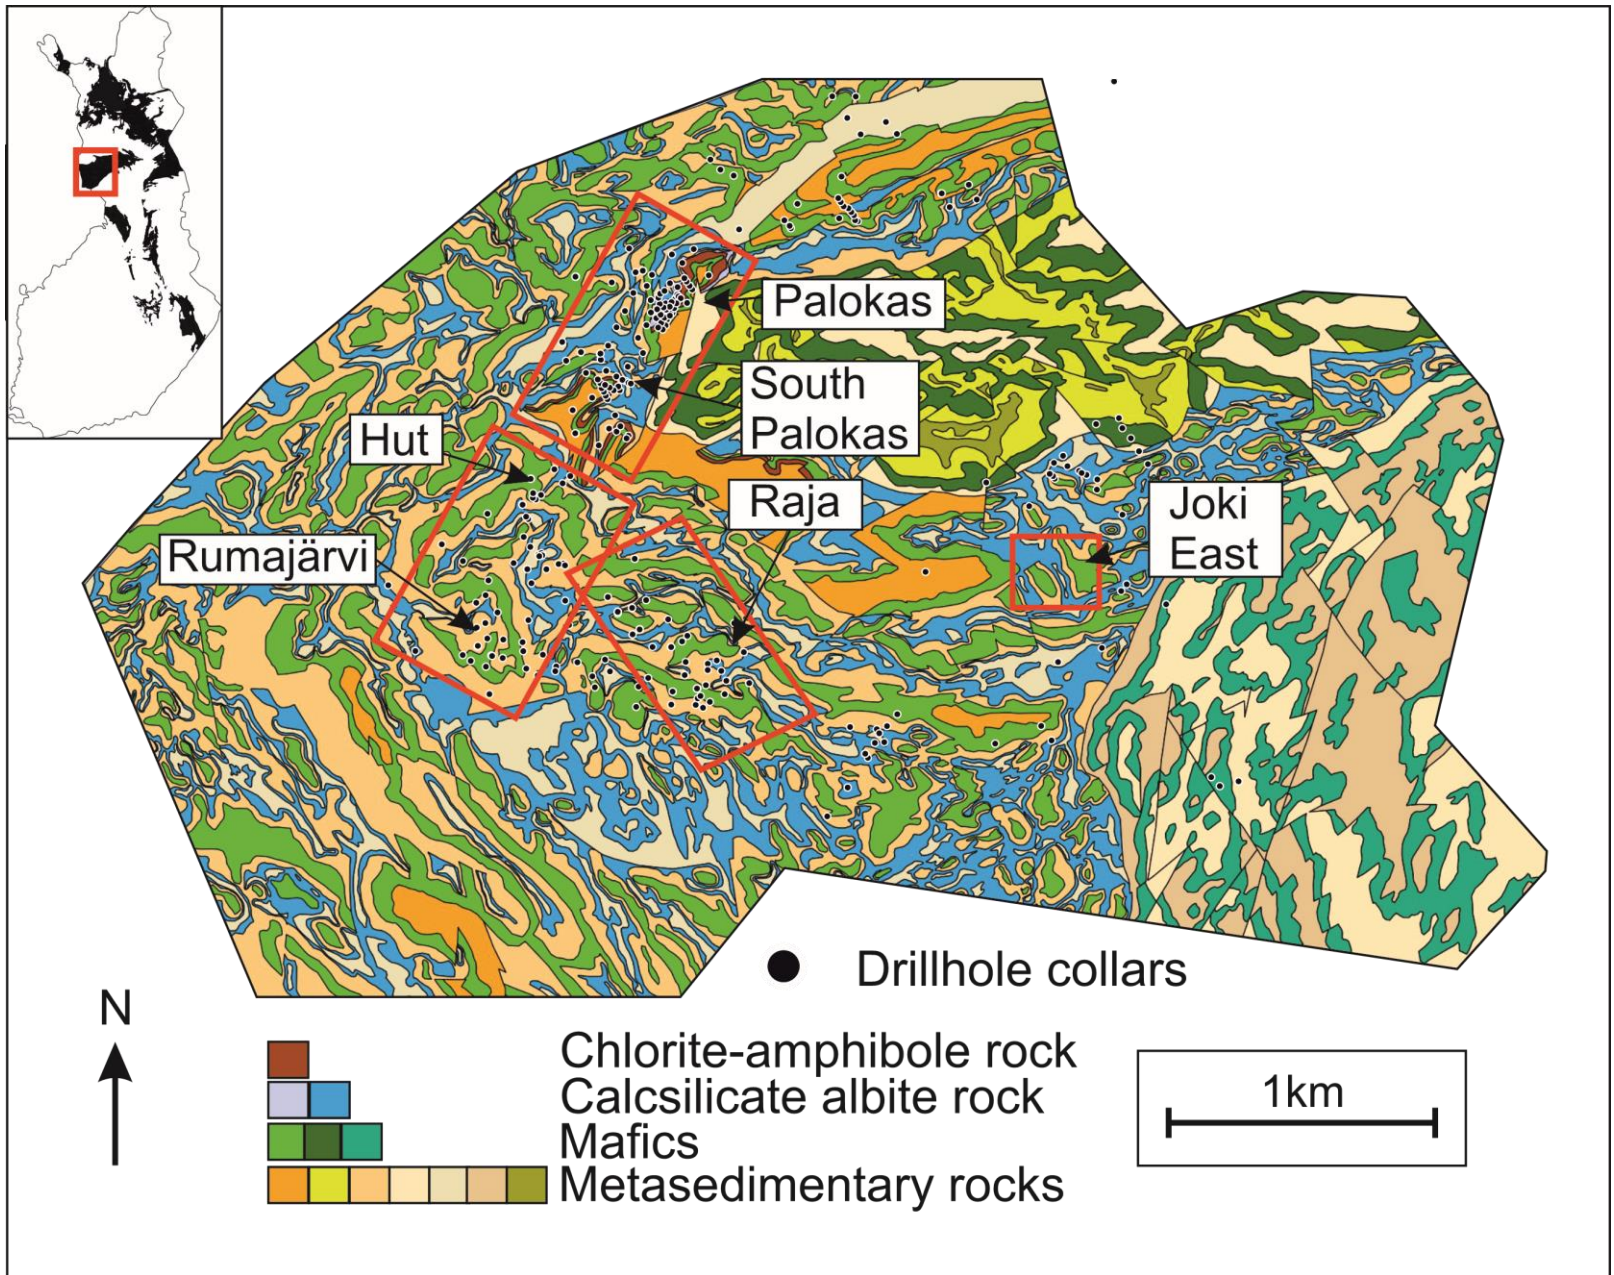 Palokas
South
Palokas
Hut
Raja
Joki
East
Rumajärvi
Drillhole collars
N
Chlorite-amphibole rock
Calcsilicate albite rock
Mafics
Metasedimentary rocks
1km